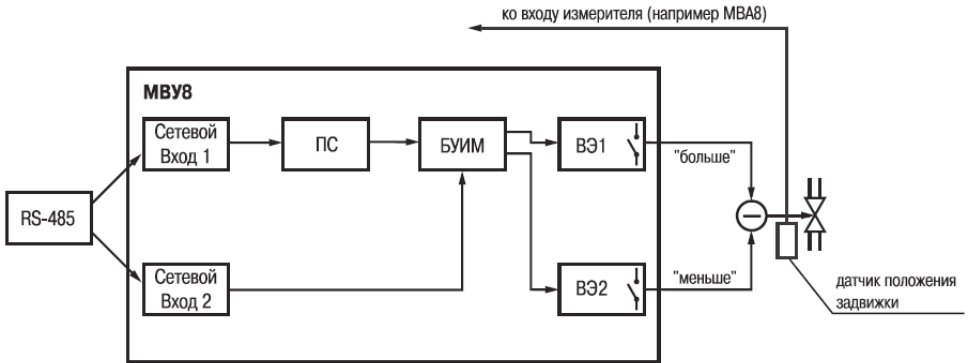 ко входу измерителя (например МВА8)
МВУ8
Сетевой
Вход 1
ПС
БУИМ
ВЭ1
"больше"
RS-485
Сетевой
Вход 2
ВЭ2
"меньше"
датчик положения
задвижки